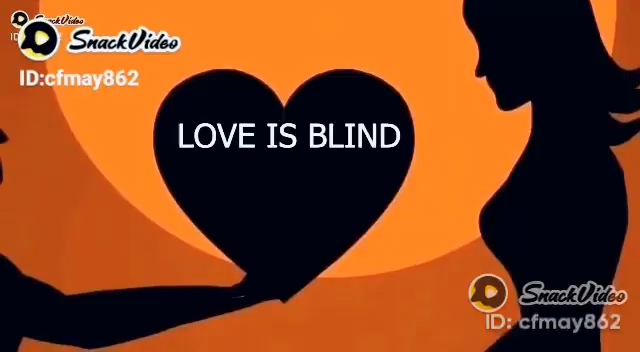 SnackVideo
ID:cfmay862
LOVE IS BLIND
SnackVideo
ID: cfmay862